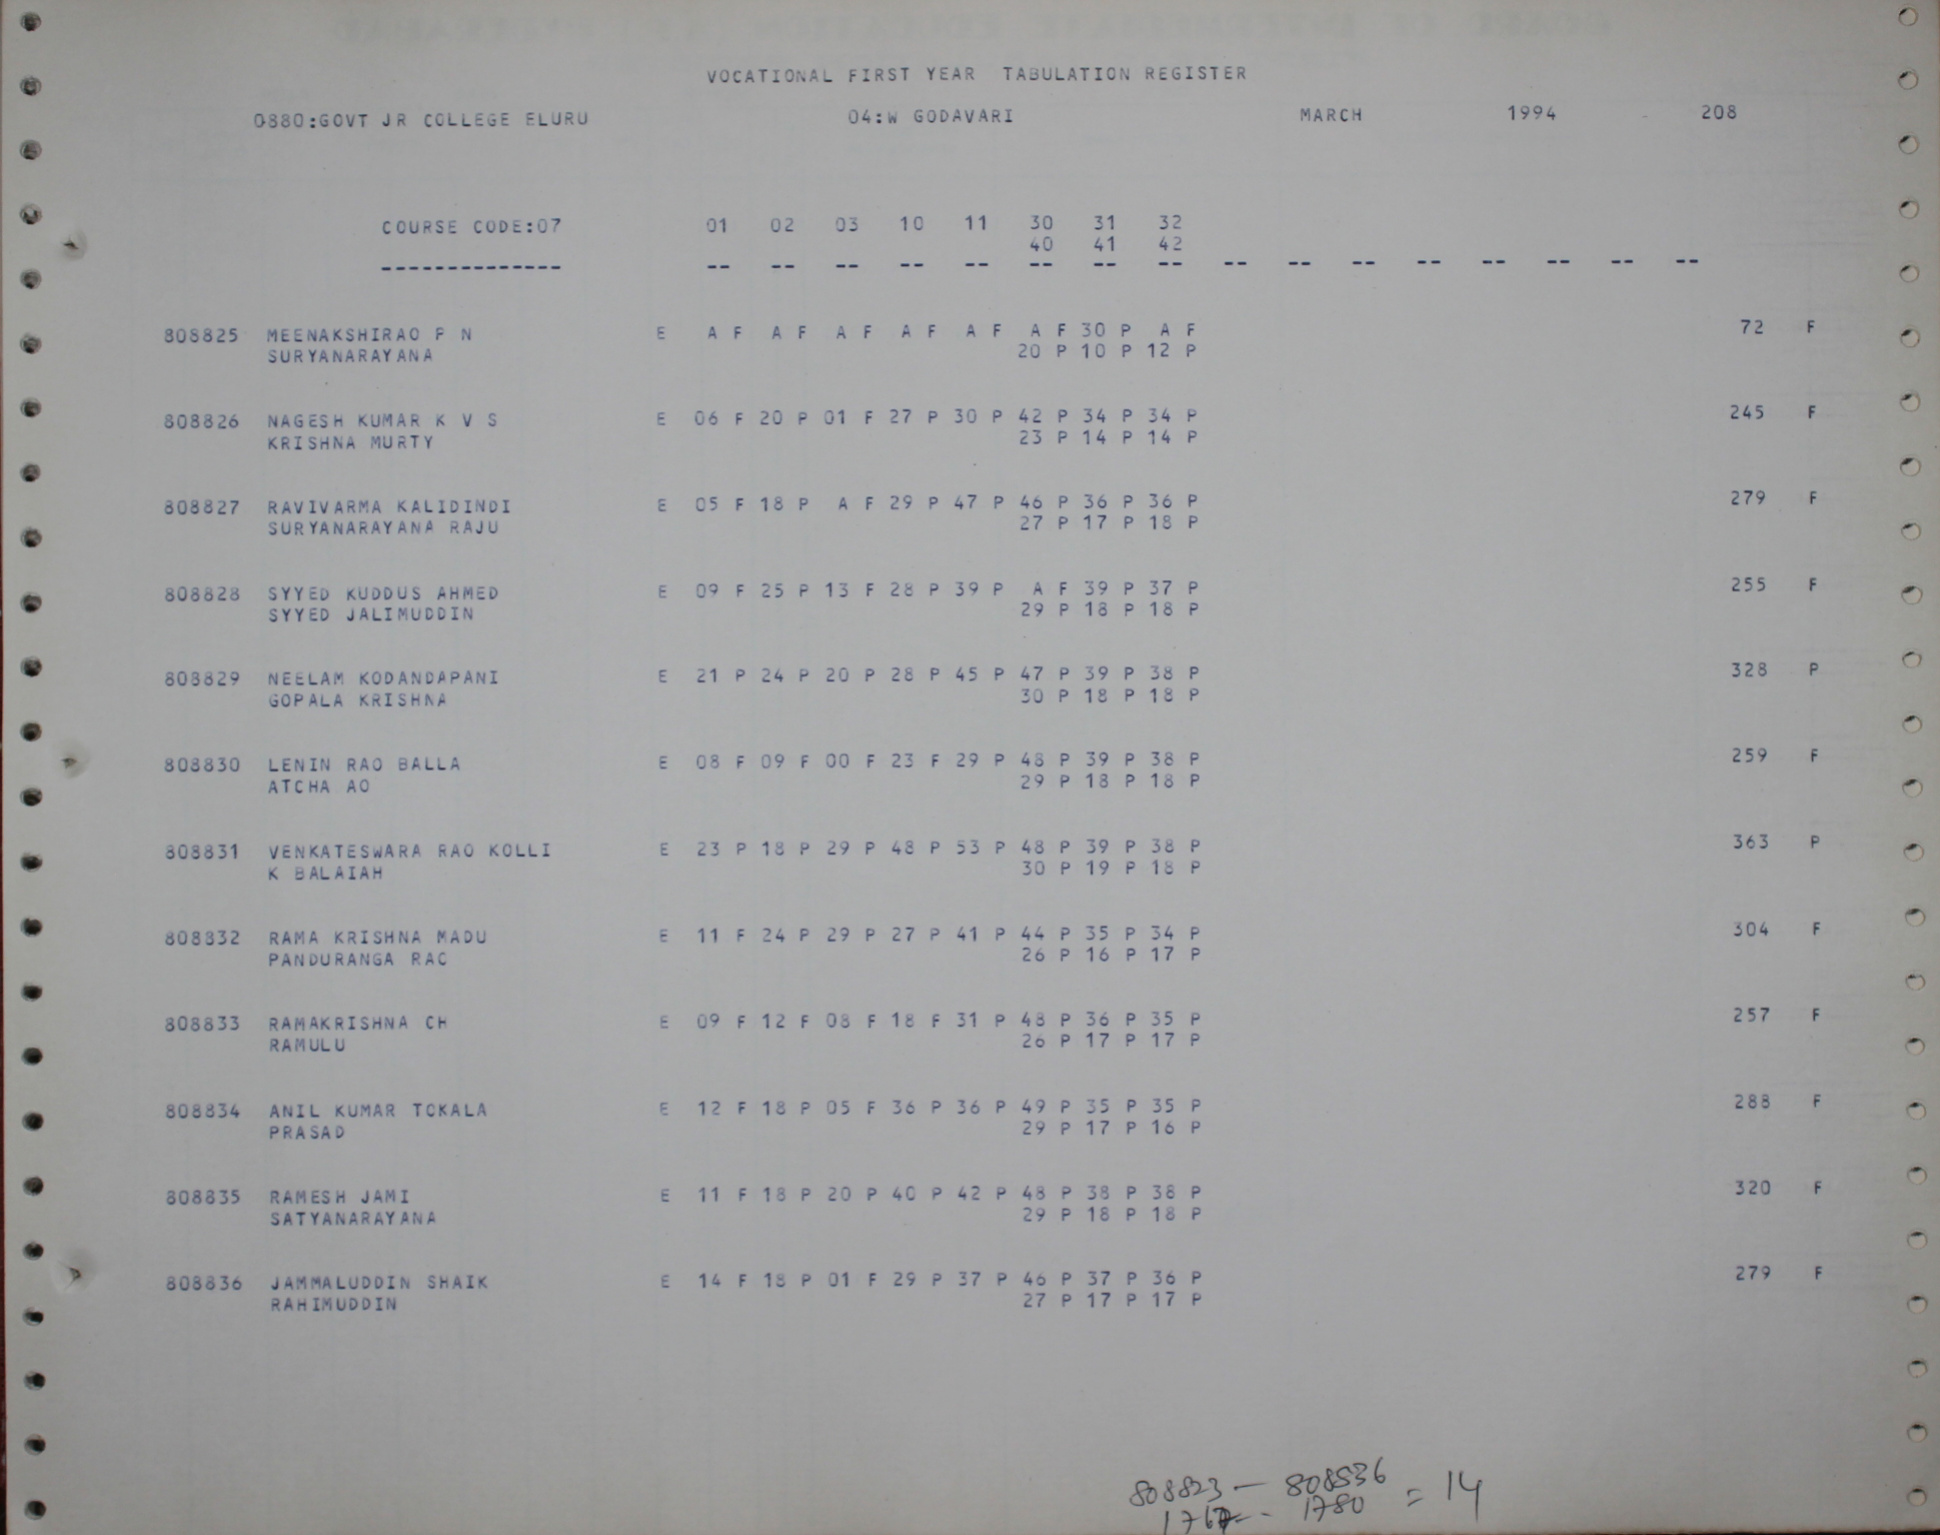 VOCATIONAL FIRST YEAR TABULATION REGISTER
0880:GOVT JR COLLEGE ELURU 04:W GODAVARI MARCH 1994 208
COURSE CODE:07 01 02 03 10 11 30 31 32
40 41 42
-------------- -- -- -- -- -- -- -- -- -- -- -- -- -- -- -- --
808825 MEENAKSHIRAO P N E A F A F A F A F A F A F 30 P A F 72 F
SURYANARAYANA 20 P 10 P 12 P
808826 NAGESH KUMAR K V S E 06 F 20 P 01 F 27 P 30 P 42 P 34 P 34 P 245 F
KRISHNA MURTY 23 P 14 P 14 P
808827 RAVIVARMA KALIDINDI E 05 F 18 P A F 29 P 47 P 46 P 36 P 36 P 279 F
SURYANARAYANA RAJU 27 P 17 P 18 P
808828 SYYED KUDDUS AHMED E 09 F 25 P 13 F 28 P 39 P A F 39 P 37 P 255 F
SYYED JALIMUDDIN 29 P 18 P 18 P
808829 NEELAM KODANDAPANI E 21 P 24 P 20 P 28 P 45 P 47 P 39 P 38 P 328 P
GOPALA KRISHNA 30 P 18 P 18 P
808830 LENIN RAO BALLA E 08 F 09 F 00 F 23 F 29 P 48 P 39 P 38 P 259 F
ATCHA AO 29 P 18 P 18 P
808831 VENKATESWARA RAO KOLLI E 23 P 18 P 29 P 48 P 53 P 48 P 39 P 38 P 363 P
K BALAIAH 30 P 19 P 18 P
808832 RAMA KRISHNA MADU E 11 F 24 P 29 P 27 P 41 P 44 P 35 P 34 P 304 F
PANDURANGA RAO 26 P 16 P 17 P
808833 RAMAKRISHNA CH E 09 F 12 F 08 F 18 F 31 P 48 P 36 P 35 P 257 F
RAMULU 26 P 17 P 17 P
808834 ANIL KUMAR TOKALA E 12 F 18 P 05 F 36 P 36 P 49 P 35 P 35 P 288 F
PRASAD 29 P 17 P 16 P
808835 RAMESH JAMI E 11 F 18 P 20 P 40 P 42 P 48 P 38 P 38 P 320 F
SATYANARAYANA 29 P 18 P 18 P
808836 JAMMALUDDIN SHAIK E 14 F 18 P 01 F 29 P 37 P 46 P 37 P 36 P 279 F
RAHIMUDDIN 27 P 17 P 17 P
808823 — 808836 = 14
1767 - - 1780